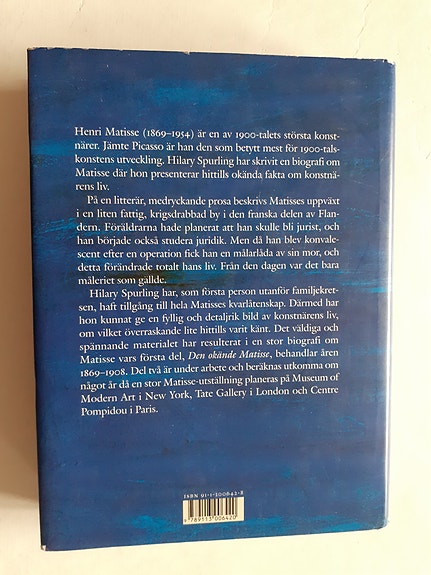 Henri Matisse (1869–1954) är en av 1900-talets största konst-
närer. Jämte Picasso är han den som betytt mest för 1900-tals-
konstens utveckling. Hilary Spurling har skrivit en biografi om
Matisse där hon presenterar hittills okända fakta om konstnä-
rens liv.
På en litterär, medryckande prosa beskrivs Matisses uppväxt
i en liten fattig, krigsdrabbad by i den franska delen av Flan-
dern. Föräldrarna hade planerat att han skulle bli jurist, och
han började också studera juridik. Men då han blev konvale-
scent efter en operation fick han en målarlåda av sin mor, och
detta förändrade totalt hans liv. Från den dagen var det bara
måleriet som gällde.
Hilary Spurling har, som första person utanför familjekret-
sen, haft tillgång till hela Matisses kvarlåtenskap. Därmed har
hon kunnat ge en fyllig och detaljrik bild av konstnärens liv,
om vilket överraskande lite hittills varit känt. Det väldiga och
spännande materialet har resulterat i en stor biografi om
Matisse vars första del, Den okände Matisse, behandlar åren
1869–1908. Del två är under arbete och beräknas utkomma om
något år då en stor Matisse-utställning planeras på Museum of
Modern Art i New York, Tate Gallery i London och Centre
Pompidou i Paris.
ISBN 91-1-300642-8
9 789113 006420